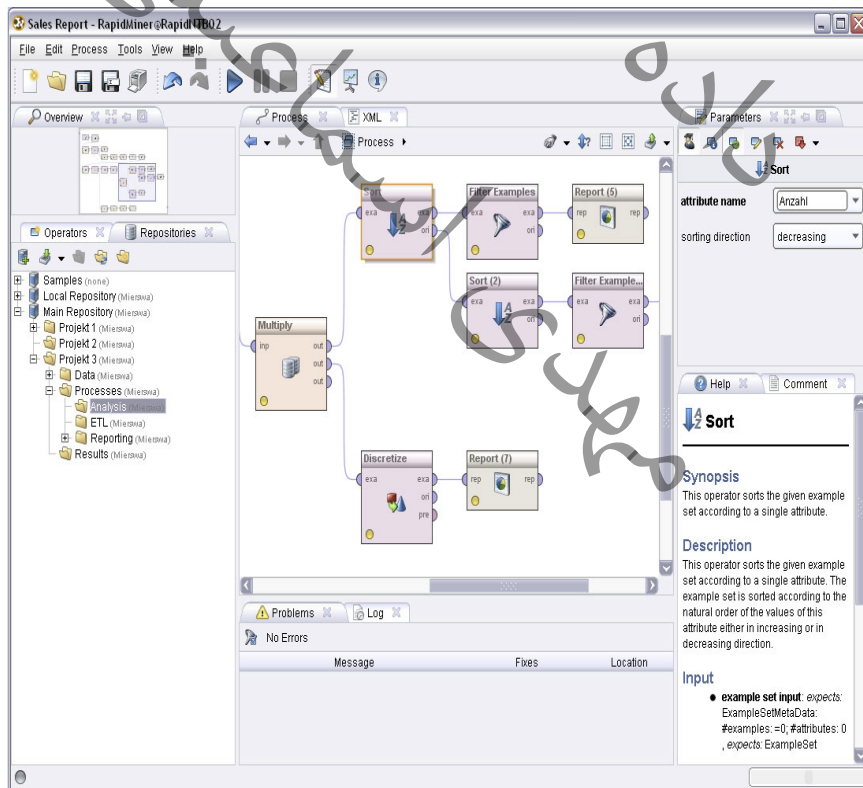 Sales Report - RapidMiner@RapidNTB02
File Edit Process Tools View Help
Overview
Process
XML
Parameters
Process
Sort
attribute name
Anzahl
sorting direction
decreasing
Operators
Repositories
Samples (none)
Local Repository (Mierswa)
Main Repository (Mierswa)
Projekt 1 (Mierswa)
Projekt 2 (Mierswa)
Projekt 3 (Mierswa)
Data (Mierswa)
Processes (Mierswa)
Analysis (Mierswa)
ETL (Mierswa)
Reporting (Mierswa)
Results (Mierswa)
Sort
exa
exa
ori
Filter Examples
exa
exa
ori
Report (5)
rep
rep
Sort (2)
exa
exa
ori
Filter Example...
exa
exa
ori
Multiply
inp
out
out
out
Discretize
exa
exa
ori
pre
Report (7)
rep
rep
Help
Comment
Sort
Synopsis
This operator sorts the given example
set according to a single attribute.
Description
This operator sorts the given example
set according to a single attribute. The
example set is sorted according to the
natural order of the values of this
attribute either in increasing or in
decreasing direction.
Input
example set input: expects:
ExampleSetMetaData:
#examples: =0; #attributes: 0
, expects: ExampleSet
Problems
Log
No Errors
Message
Fixes
Location
مهدی اسماعیلی
داده